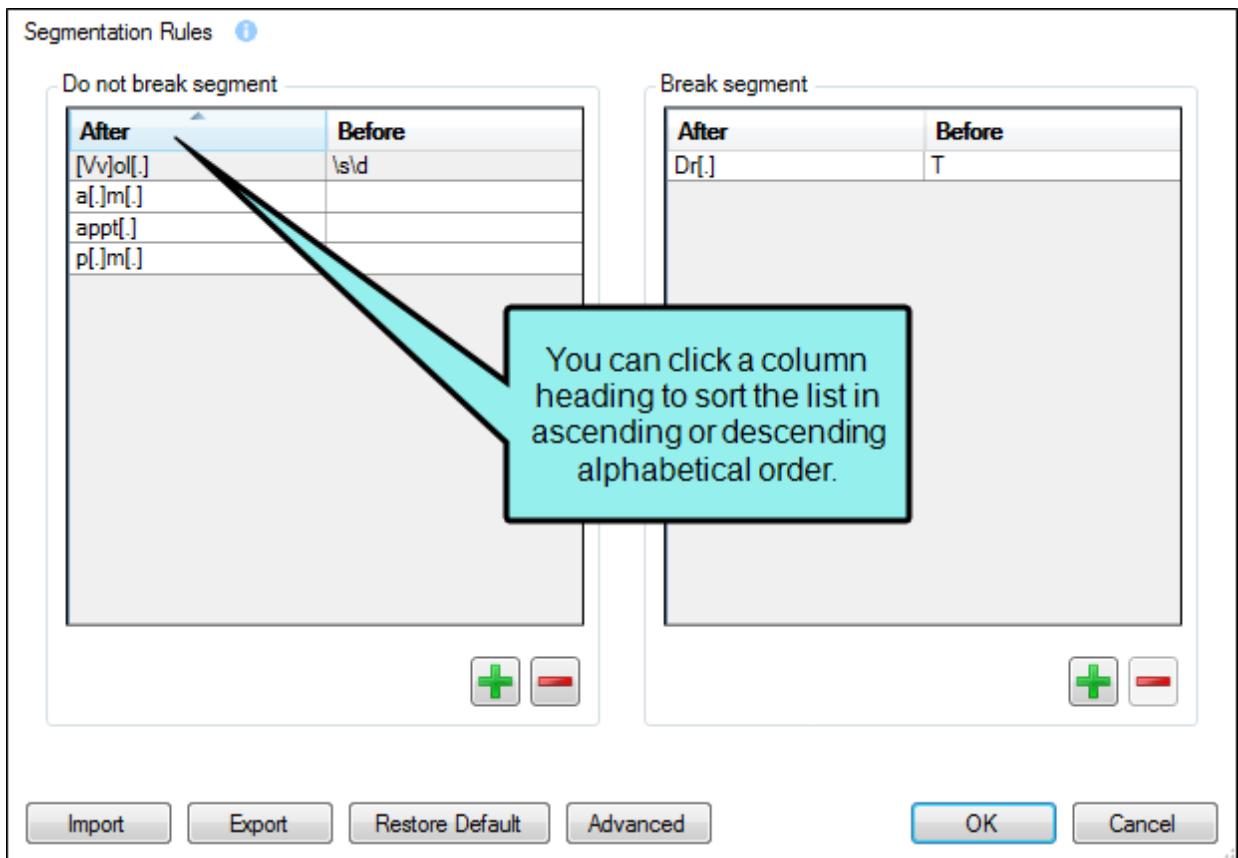 Segmentation Rules
Do not break segment
After Before
[Vv]ol[.] \s\d
a[.]m[.]
appt[.]
p[.]m[.]
Break segment
After Before
Dr[.] T
You can click a column
heading to sort the list in
ascending or descending
alphabetical order.
Import Export Restore Default Advanced OK Cancel